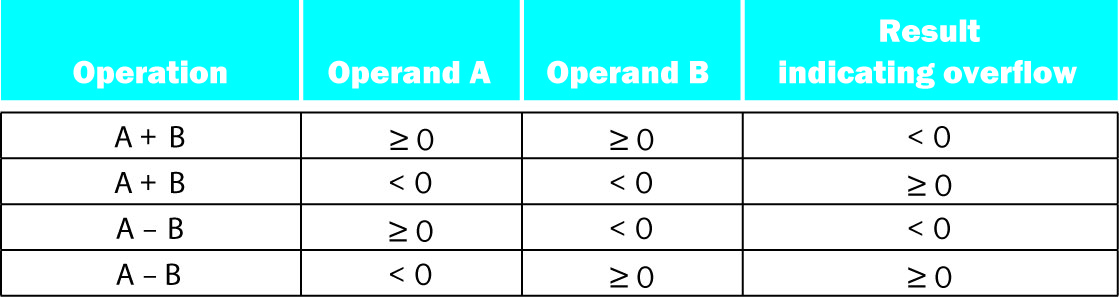 Operation Operand A Operand B Result indicating overflow
A + B ≥ 0 ≥ 0 < 0
A + B < 0 < 0 ≥ 0
A – B ≥ 0 < 0 < 0
A – B < 0 ≥ 0 ≥ 0